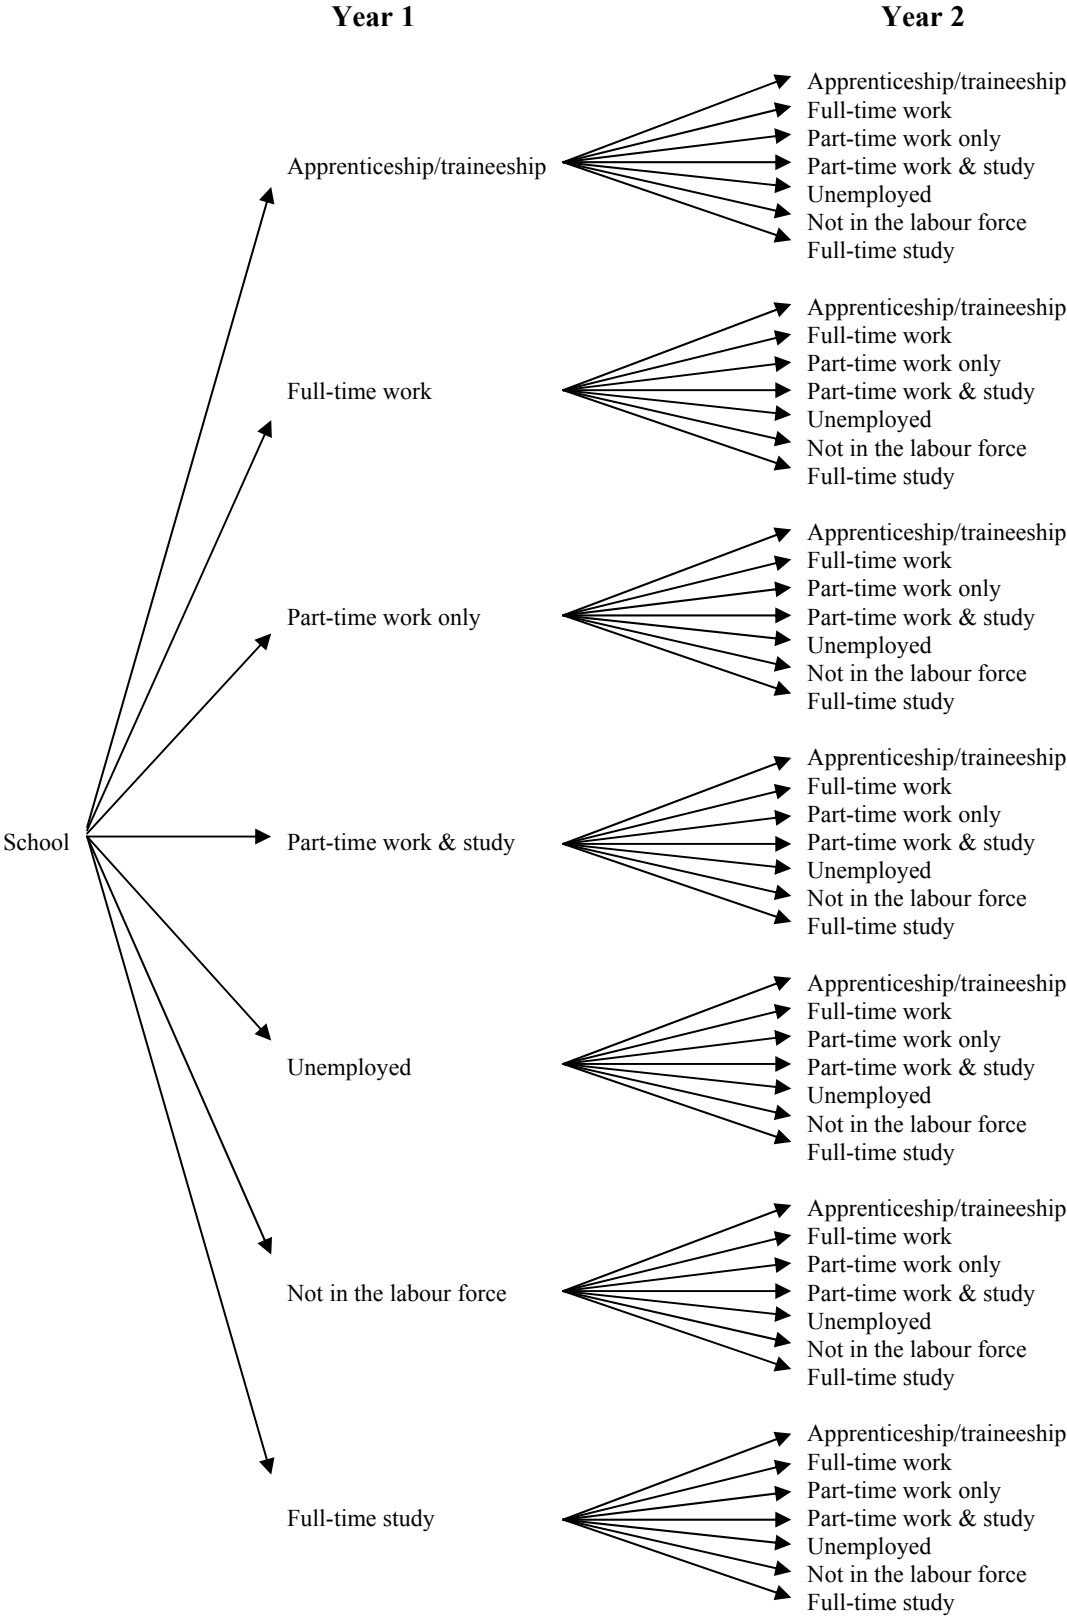 Year 1
Year 2
Apprenticeship/traineeship
Apprenticeship/traineeship
Full-time work
Part-time work only
Part-time work & study
Unemployed
Not in the labour force
Full-time study
Full-time work
Apprenticeship/traineeship
Full-time work
Part-time work only
Part-time work & study
Unemployed
Not in the labour force
Full-time study
Part-time work only
Apprenticeship/traineeship
Full-time work
Part-time work only
Part-time work & study
Unemployed
Not in the labour force
Full-time study
School
Part-time work & study
Apprenticeship/traineeship
Full-time work
Part-time work only
Part-time work & study
Unemployed
Not in the labour force
Full-time study
Unemployed
Apprenticeship/traineeship
Full-time work
Part-time work only
Part-time work & study
Unemployed
Not in the labour force
Full-time study
Not in the labour force
Apprenticeship/traineeship
Full-time work
Part-time work only
Part-time work & study
Unemployed
Not in the labour force
Full-time study
Full-time study
Apprenticeship/traineeship
Full-time work
Part-time work only
Part-time work & study
Unemployed
Not in the labour force
Full-time study